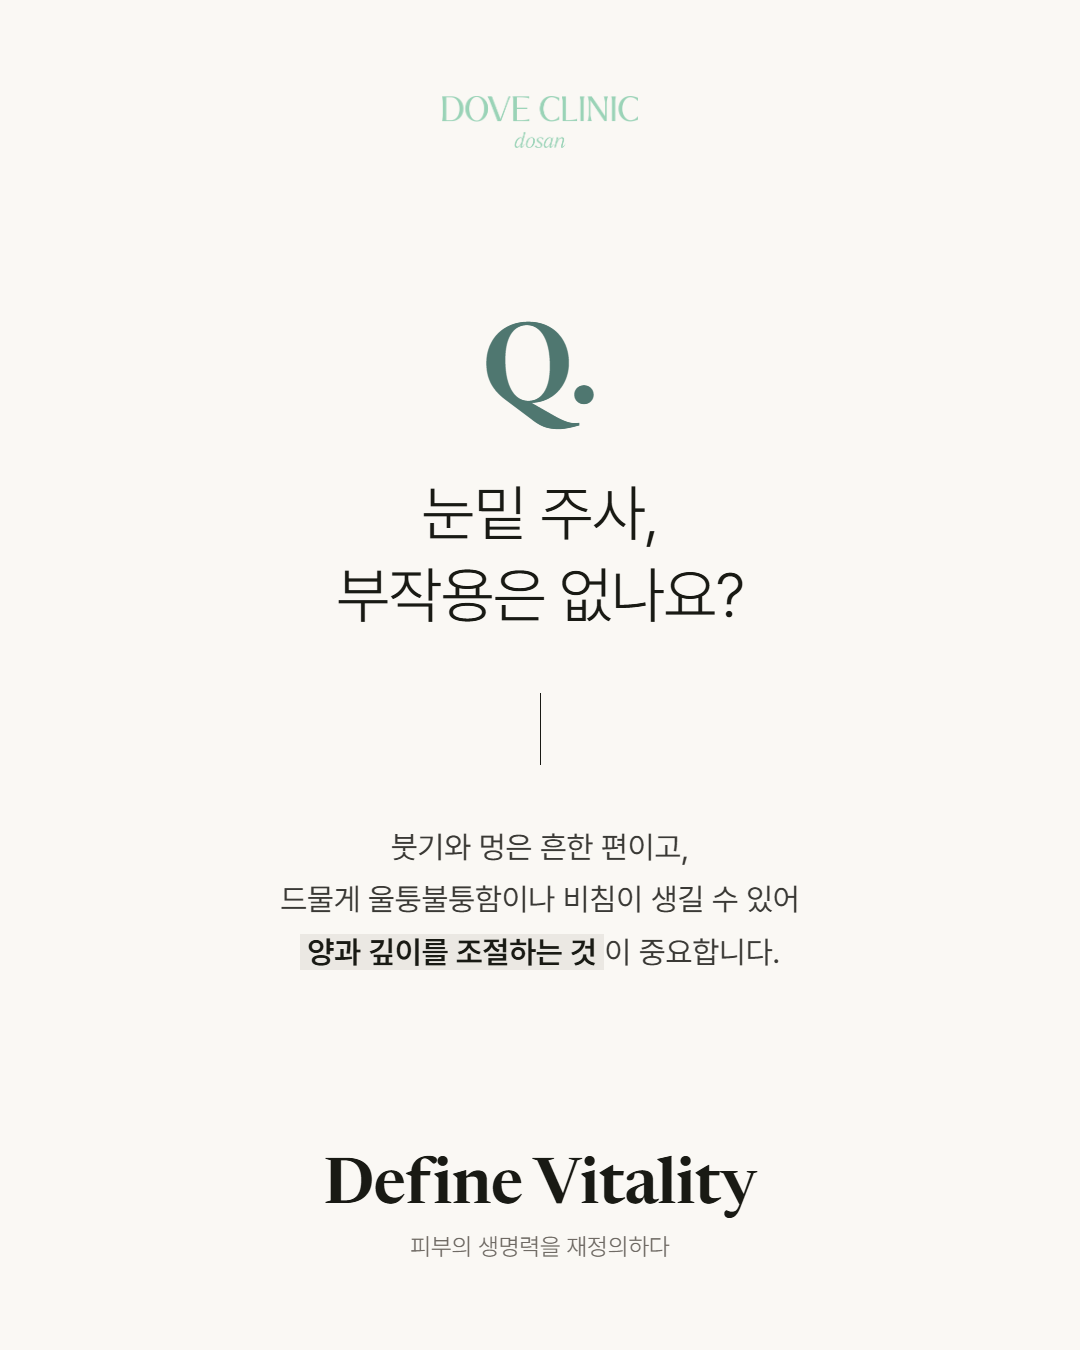 DOVE CLINIC
dosan
Q.
눈밑 주사,
부작용은 없나요?
붓기와 멍은 흔한 편이고,
드물게 울퉁불퉁함이나 비침이 생길 수 있어
양과 깊이를 조절하는 것이 중요합니다.
Define Vitality
피부의 생명력을 재정의하다